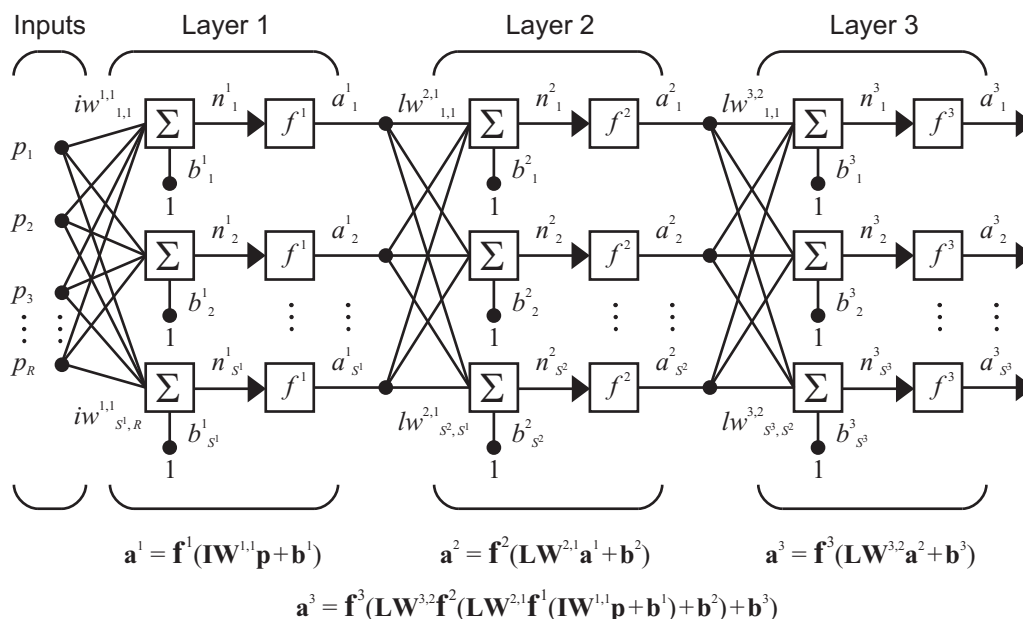 Inputs Layer 1 Layer 2 Layer 3
iw^{1,1}_{1,1} n^1_1 a^1_1 lw^{2,1}_{1,1} n^2_1 a^2_1 lw^{3,2}_{1,1} n^3_1 a^3_1
Σ f^1 Σ f^2 Σ f^3
p_1 b^1_1 b^2_1 b^3_1
1 1 1
p_2 n^1_2 a^1_2 n^2_2 a^2_2 n^3_2 a^3_2
Σ f^1 Σ f^2 Σ f^3
p_3 b^1_2 b^2_2 b^3_2
1 1 1
p_R n^1_{S^1} a^1_{S^1} n^2_{S^2} a^2_{S^2} n^3_{S^3} a^3_{S^3}
Σ f^1 Σ f^2 Σ f^3
iw^{1,1}_{S^1, R} b^1_{S^1} lw^{2,1}_{S^2, S^1} b^2_{S^2} lw^{3,2}_{S^3, S^2} b^3_{S^3}
1 1 1
a^1 = f^1(IW^{1,1}p+b^1) a^2 = f^2(LW^{2,1}a^1+b^2) a^3 = f^3(LW^{3,2}a^2+b^3)
a^3 = f^3(LW^{3,2}f^2(LW^{2,1}f^1(IW^{1,1}p+b^1)+b^2)+b^3)